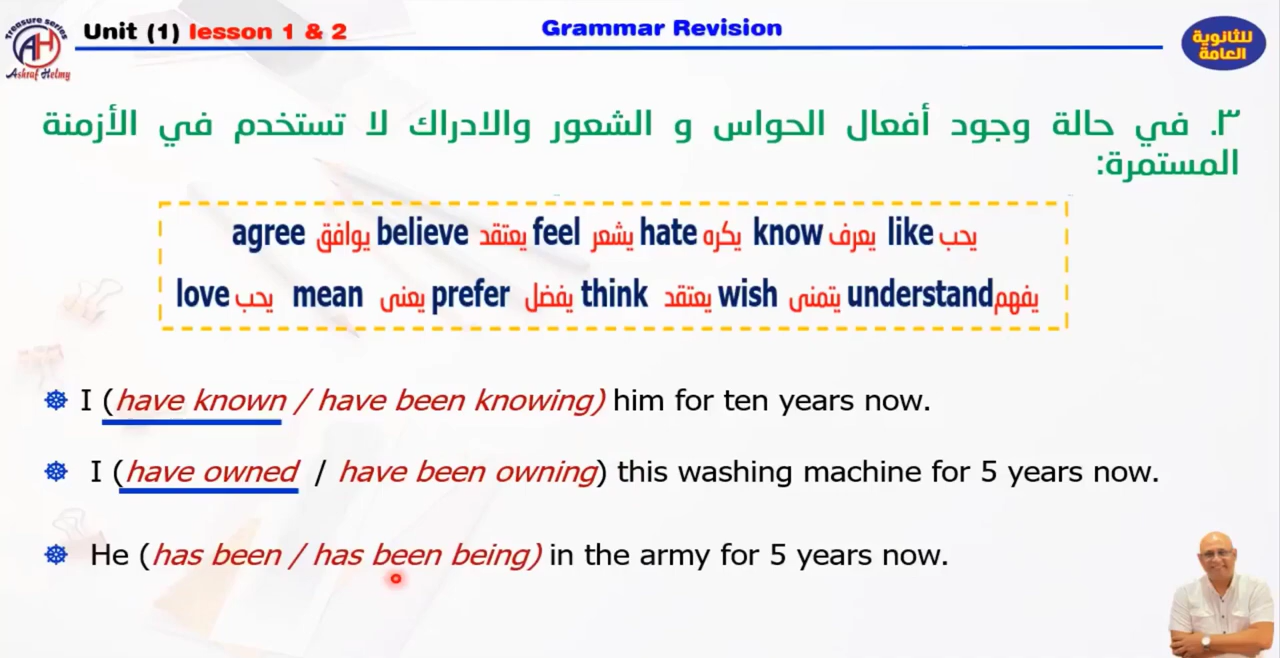 Treasure series
AH
Ashraf Helmy
Unit (1) lesson 1 & 2
Grammar Revision
للثانوية
العامة
٣. في حالة وجود أفعال الحواس و الشعور والادراك لا تستخدم في الأزمنة
المستمرة:
agree يوافق believe يعتقد feel يشعر hate يكره know يعرف like يحب
love يحب mean يعنى prefer يفضل think يعتقد wish يتمنى understand يفهم
I (have known / have been knowing) him for ten years now.
I (have owned / have been owning) this washing machine for 5 years now.
He (has been / has been being) in the army for 5 years now.